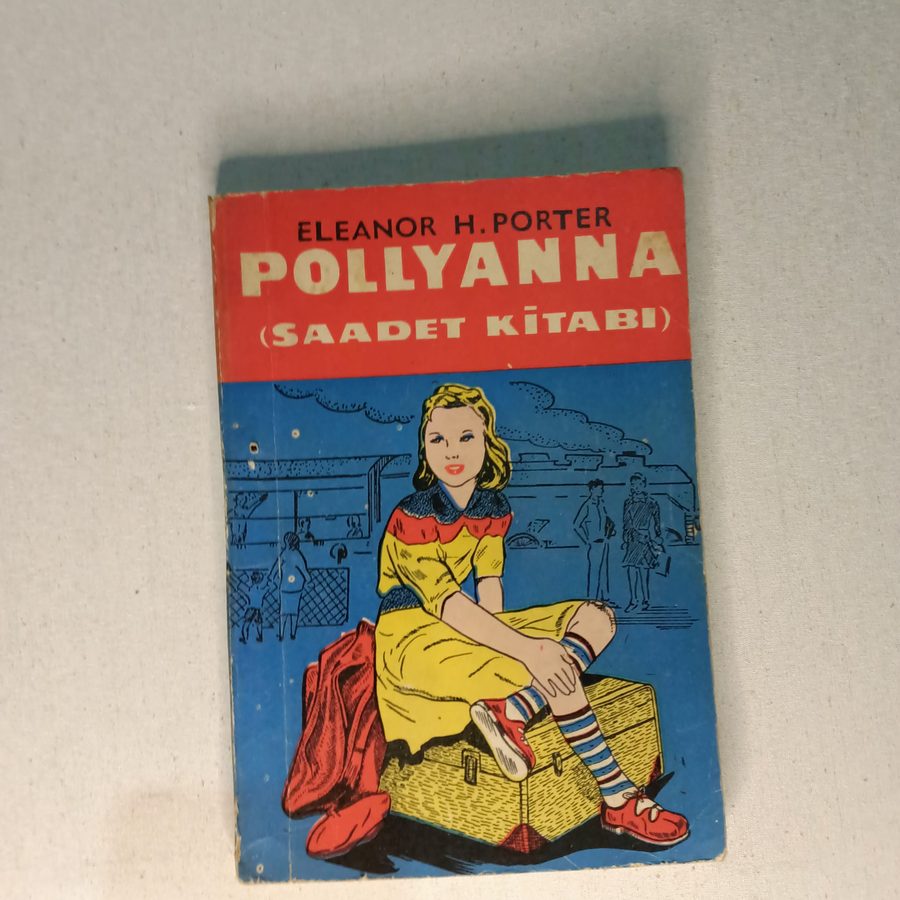 ELEANOR H. PORTER
POLLYANNA
(SAADET KİTABI)